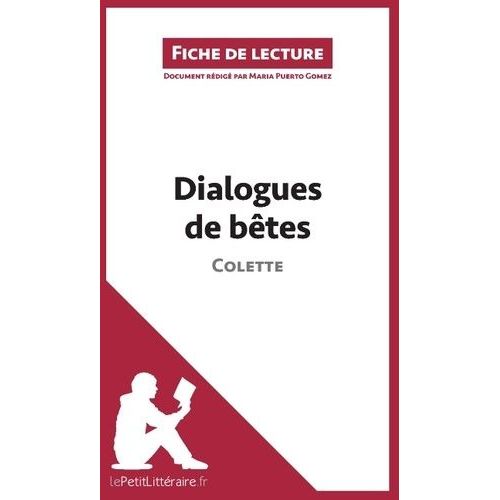 FICHE DE LECTURE
DOCUMENT RÉDIGÉ PAR MARIA PUERTO GOMEZ
Dialogues
de bêtes
COLETTE
lePetitLittéraire.fr